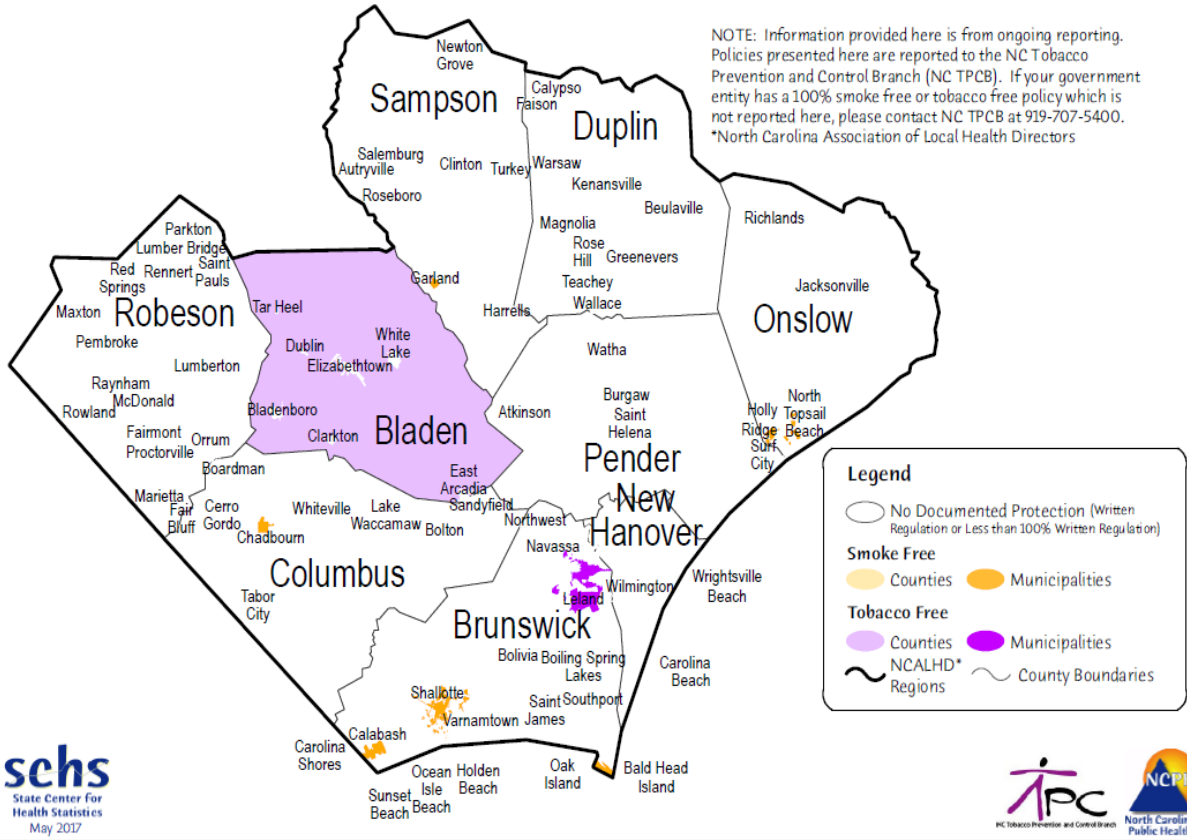 NOTE: Information provided here is from ongoing reporting.
Policies presented here are reported to the NC Tobacco
Prevention and Control Branch (NC TPCB). If your government
entity has a 100% smoke free or tobacco free policy which is
not reported here, please contact NC TPCB at 919-707-5400.
*North Carolina Association of Local Health Directors
Newton
Grove
Sampson
Calypso
Faison
Duplin
Salemburg
Autryville
Clinton
Turkey
Warsaw
Roseboro
Kenansville
Beulaville
Richlands
Magnolia
Rose
Hill
Greenevers
Teachey
Wallace
Harrells
Garland
Jacksonville
Onslow
Parkton
Lumber Bridge
Saint
Pauls
Red
Springs
Rennert
Maxton
Robeson
Pembroke
Lumberton
Raynham
McDonald
Rowland
Fairmont
Proctorville
Orrum
Marietta
Tar Heel
Dublin
White
Lake
Elizabethtown
Bladenboro
Clarkton
Bladen
East
Arcadia
Sandyfield
Watha
Burgaw
Atkinson
Saint
Helena
Pender
North
Topsail
Beach
Holly
Ridge
Surf
City
Boardman
Fair
Bluff
Cerro
Gordo
Chadbourn
Whiteville
Lake
Waccamaw
Bolton
Columbus
Tabor
City
New
Hanover
Northwest
Navassa
Leland
Wilmington
Wrightsville
Beach
Carolina
Beach
Brunswick
Bolivia
Boiling Spring
Lakes
Shallotte
Varnamtown
Saint
James
Southport
Calabash
Carolina
Shores
Sunset
Beach
Ocean
Isle
Beach
Holden
Beach
Oak
Island
Bald Head
Island
Legend
No Documented Protection (Written
Regulation or Less than 100% Written Regulation)
Smoke Free
Counties
Municipalities
Tobacco Free
Counties
Municipalities
NCALHD*
Regions
County Boundaries
schs
State Center for
Health Statistics
May 2017
TPC
NC Tobacco Prevention and Control Branch
NCP
North Carolin
Public Healt